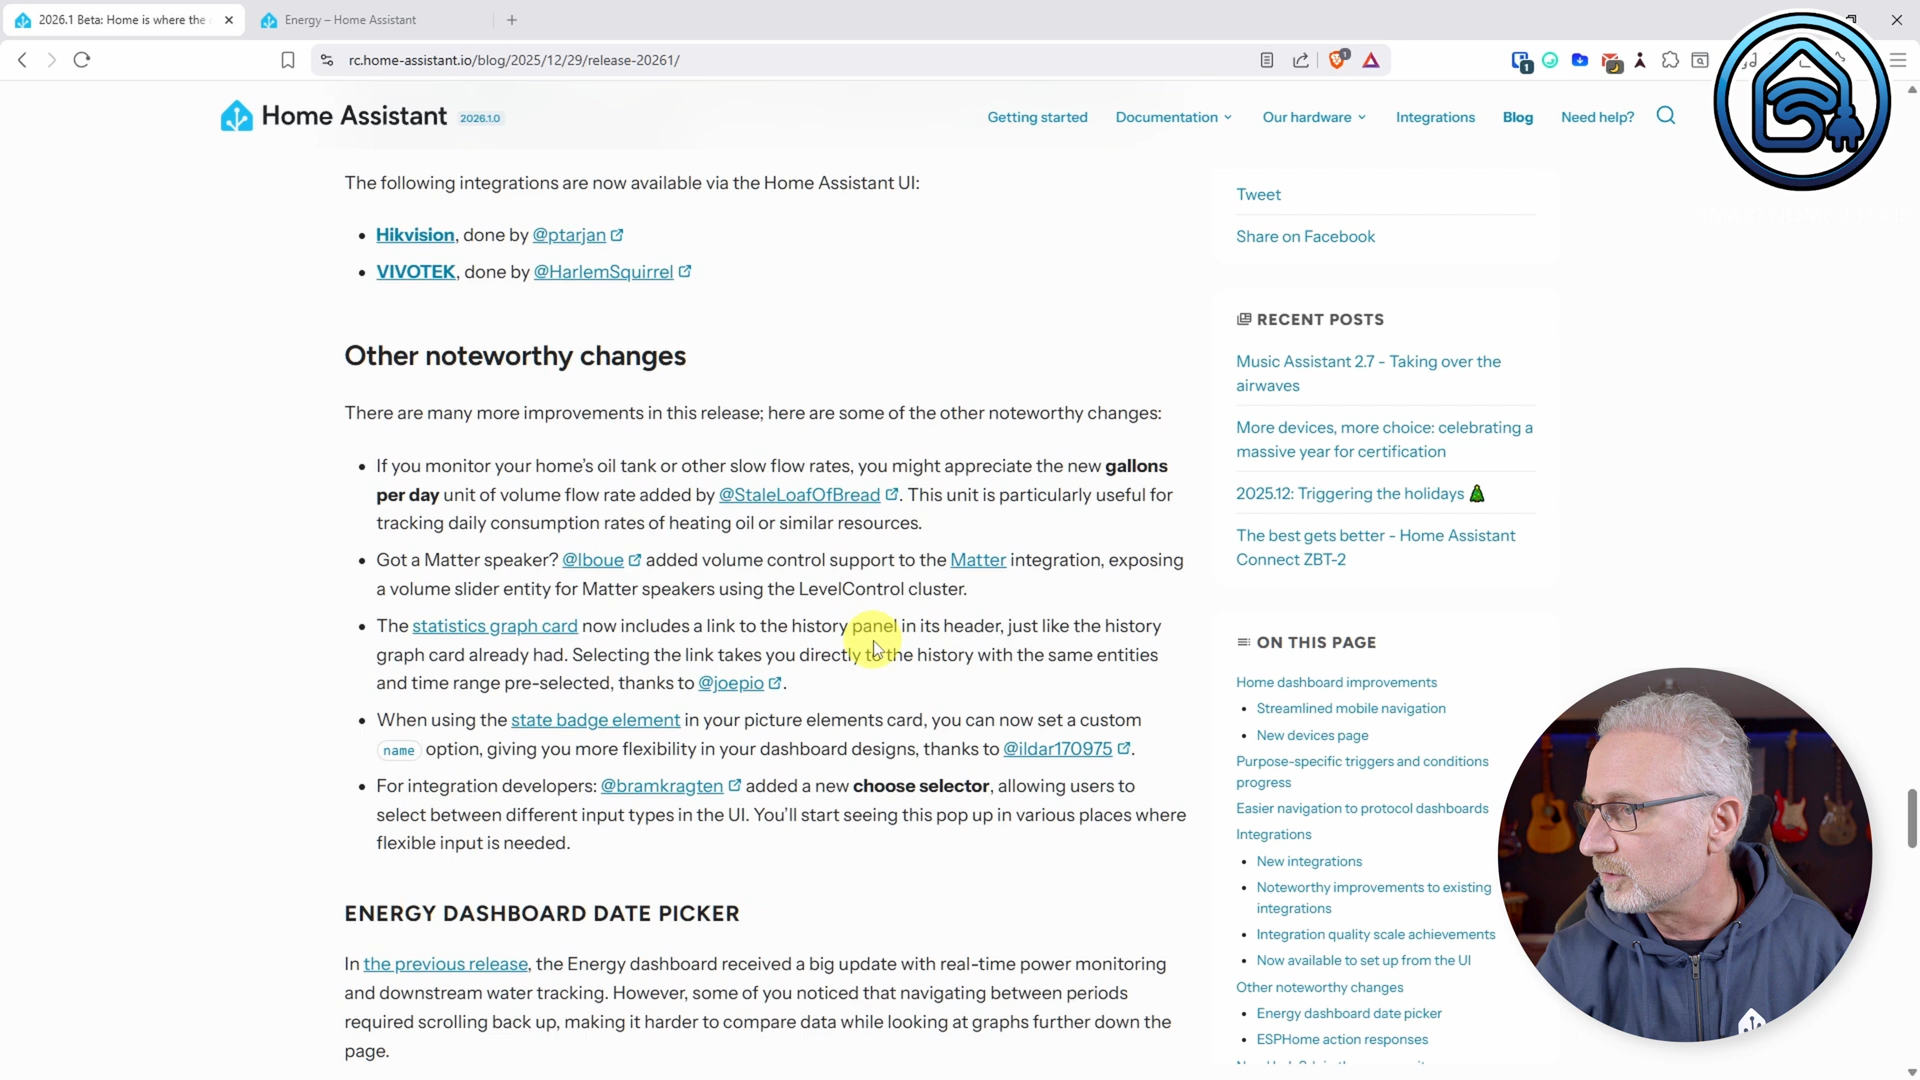 2026.1 Beta: Home is where the
Energy – Home Assistant
rc.home-assistant.io/blog/2025/12/29/release-20261/
Home Assistant 2026.1.0
Getting started
Documentation
Our hardware
Integrations
Blog
Need help?
The following integrations are now available via the Home Assistant UI:
• Hikvision, done by @ptarjan
• VIVOTEK, done by @HarlemSquirrel
Other noteworthy changes
There are many more improvements in this release; here are some of the other noteworthy changes:
• If you monitor your home's oil tank or other slow flow rates, you might appreciate the new gallons
per day unit of volume flow rate added by @StaleLoafOfBread. This unit is particularly useful for
tracking daily consumption rates of heating oil or similar resources.
• Got a Matter speaker? @lboue added volume control support to the Matter integration, exposing
a volume slider entity for Matter speakers using the LevelControl cluster.
• The statistics graph card now includes a link to the history panel in its header, just like the history
graph card already had. Selecting the link takes you directly to the history with the same entities
and time range pre-selected, thanks to @joepio.
• When using the state badge element in your picture elements card, you can now set a custom
name option, giving you more flexibility in your dashboard designs, thanks to @ildar170975.
• For integration developers: @bramkragten added a new choose selector, allowing users to
select between different input types in the UI. You'll start seeing this pop up in various places where
flexible input is needed.
ENERGY DASHBOARD DATE PICKER
In the previous release, the Energy dashboard received a big update with real-time power monitoring
and downstream water tracking. However, some of you noticed that navigating between periods
required scrolling back up, making it harder to compare data while looking at graphs further down the
page.
Tweet
Share on Facebook
RECENT POSTS
Music Assistant 2.7 - Taking over the
airwaves
More devices, more choice: celebrating a
massive year for certification
2025.12: Triggering the holidays 🎄
The best gets better - Home Assistant
Connect ZBT-2
ON THIS PAGE
Home dashboard improvements
• Streamlined mobile navigation
• New devices page
Purpose-specific triggers and conditions
progress
Easier navigation to protocol dashboards
Integrations
• New integrations
• Noteworthy improvements to existing
integrations
• Integration quality scale achievements
• Now available to set up from the UI
Other noteworthy changes
• Energy dashboard date picker
• ESPHome action responses